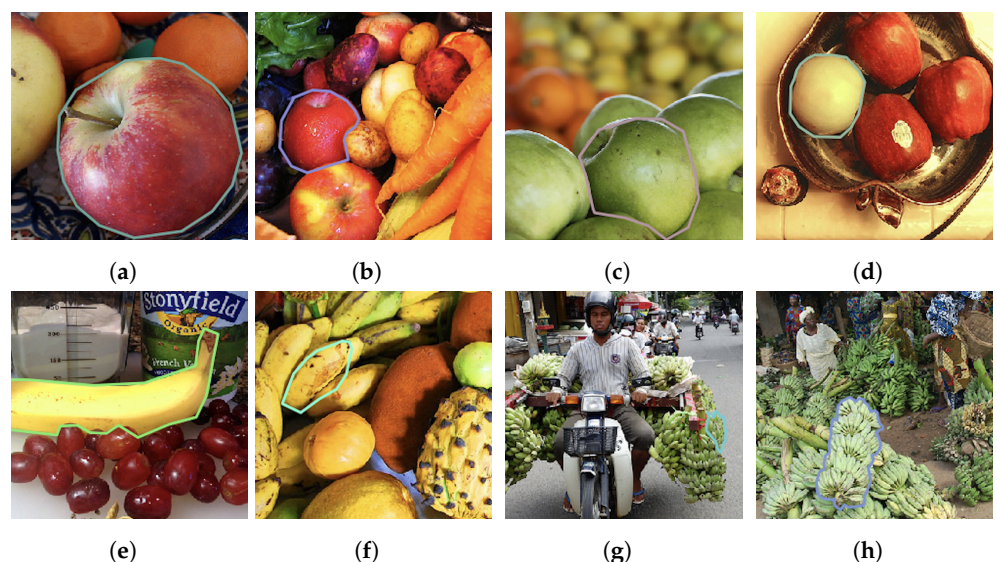 (a)
(b)
(c)
(d)
Stonyfield
Organic
French
(e)
(f)
(g)
(h)